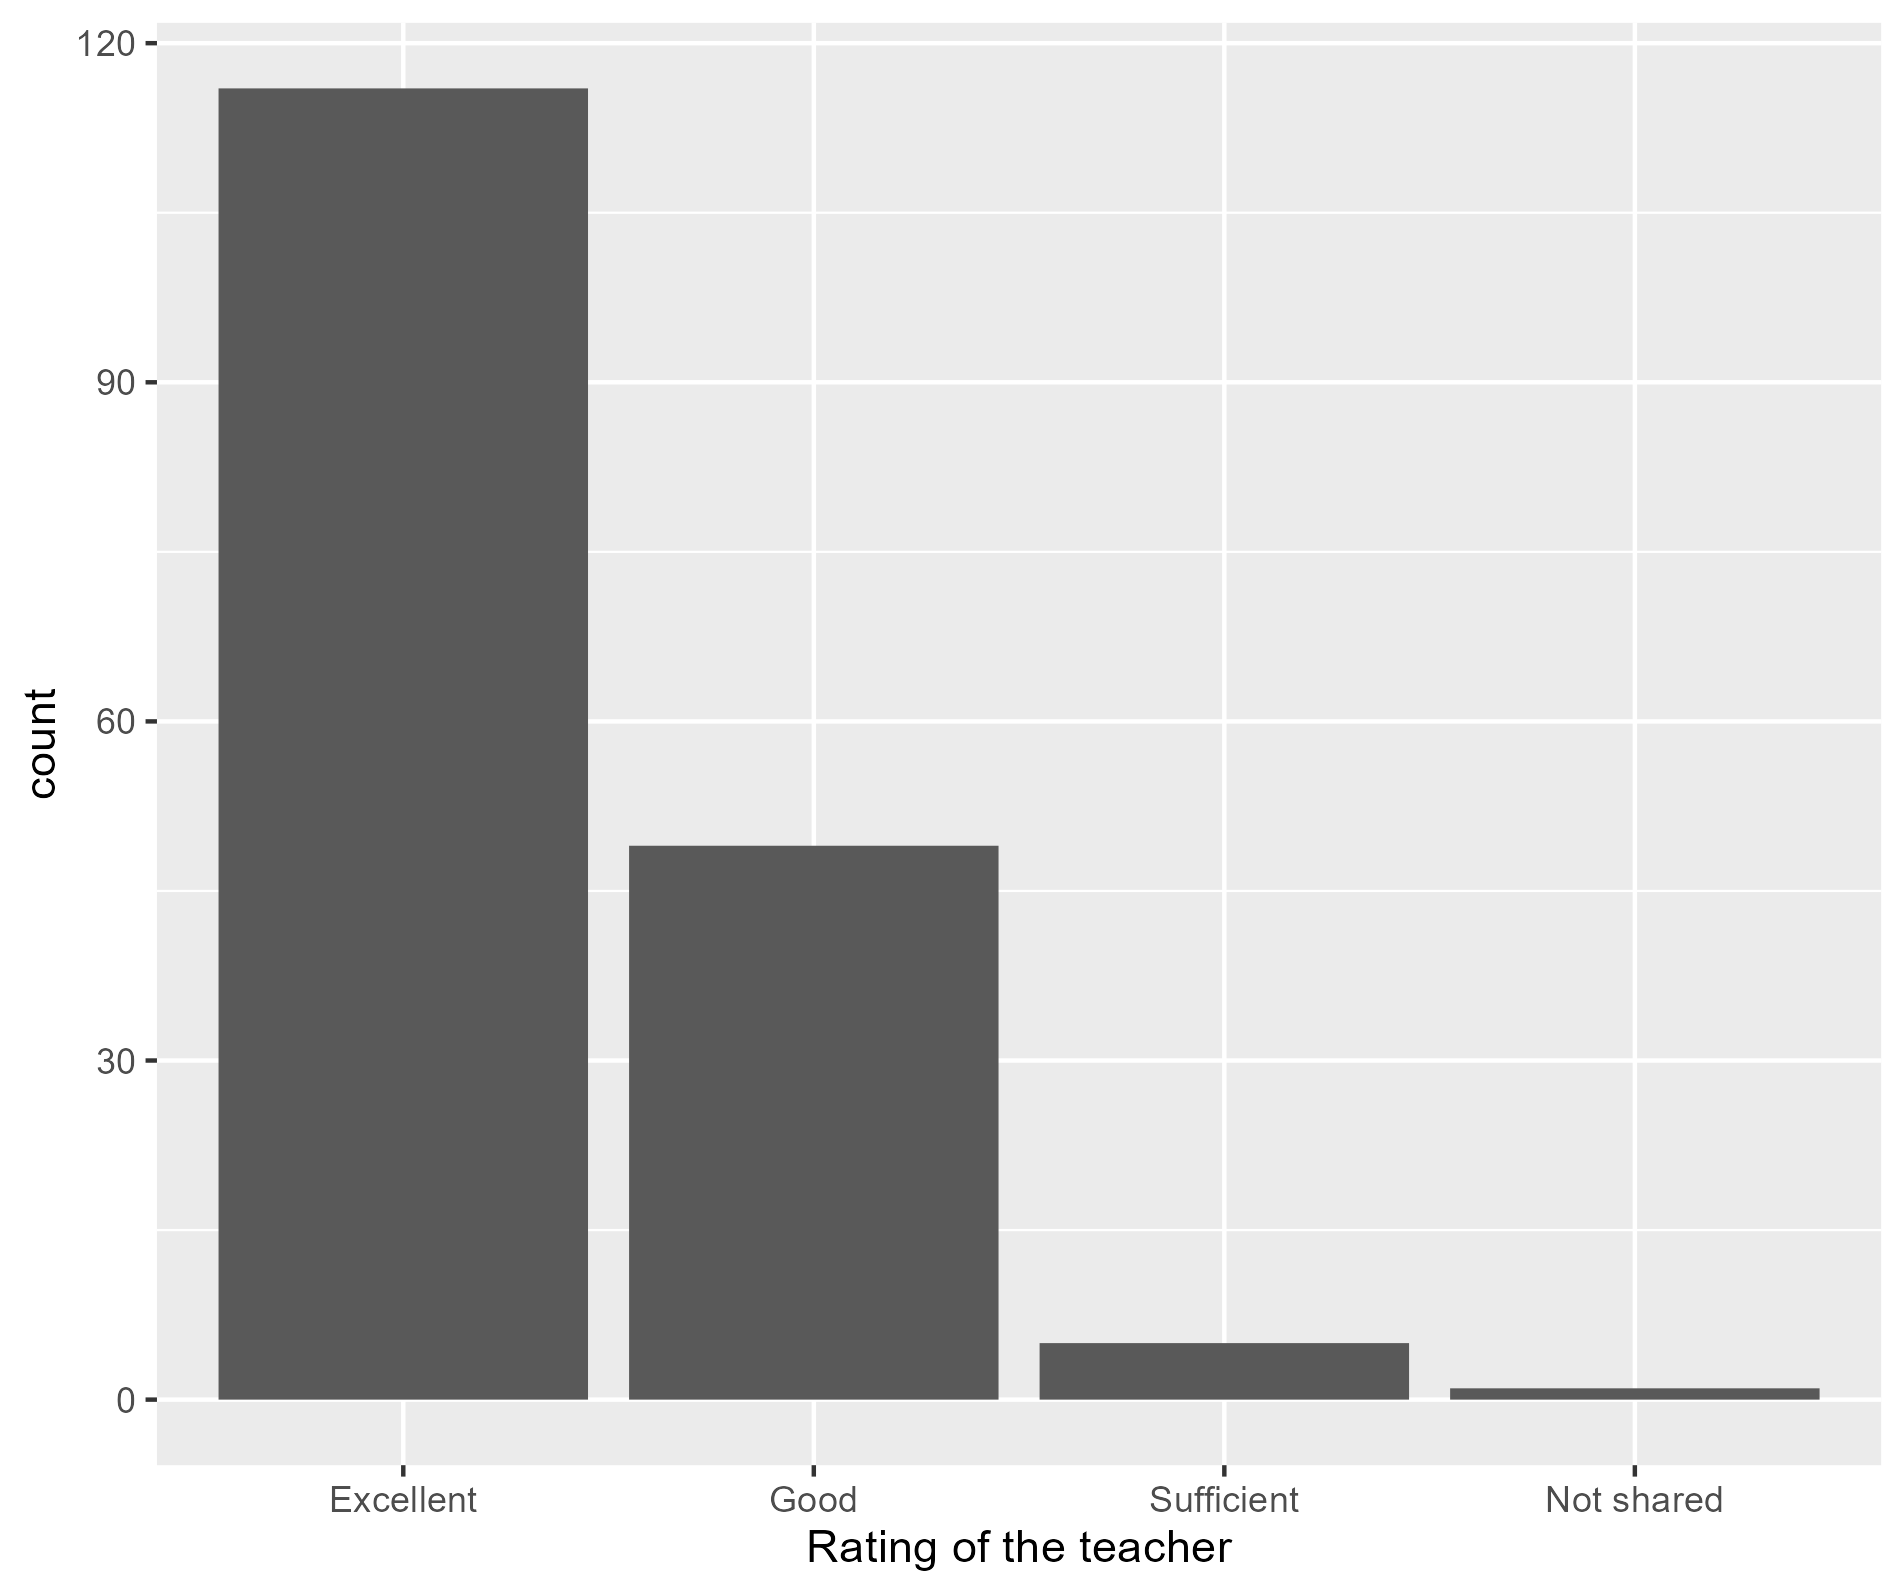 120
90
60
30
0
count
Excellent Good Sufficient Not shared
Rating of the teacher